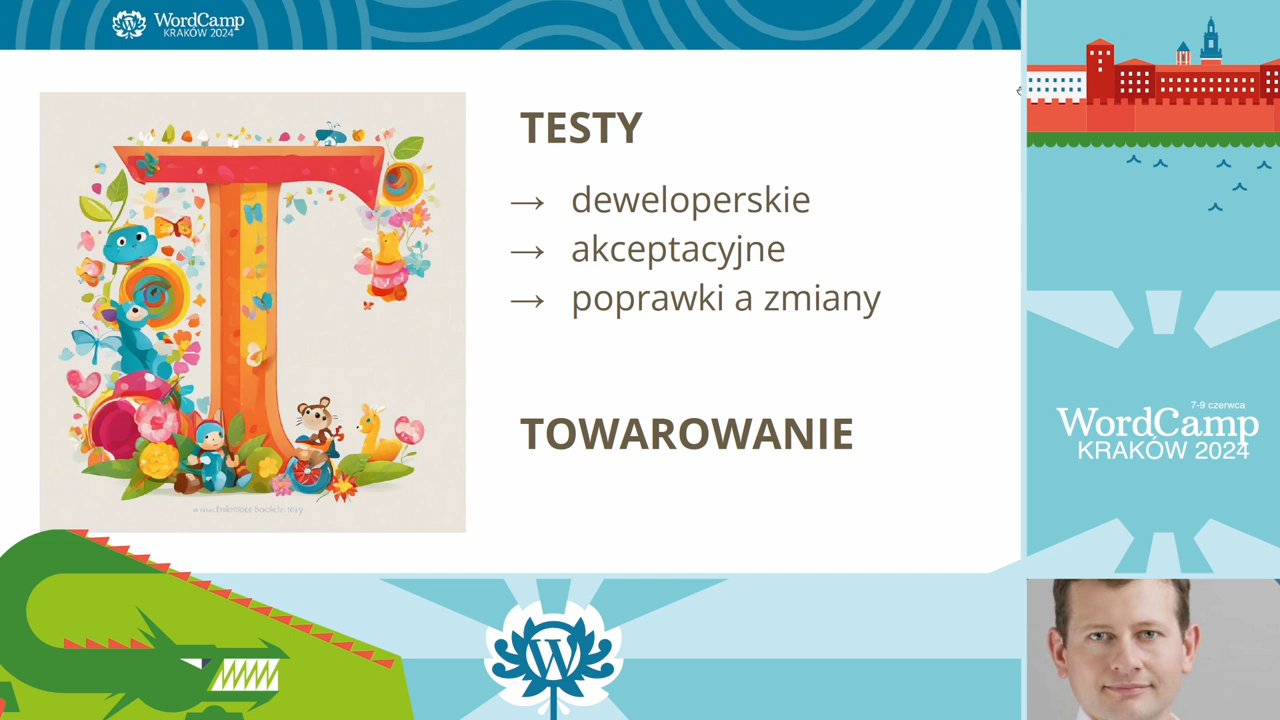 WordCamp
KRAKÓW 2024
TESTY
→ deweloperskie
→ akceptacyjne
→ poprawki a zmiany
TOWAROWANIE
7-9 czerwca
WordCamp
KRAKÓW 2024
W